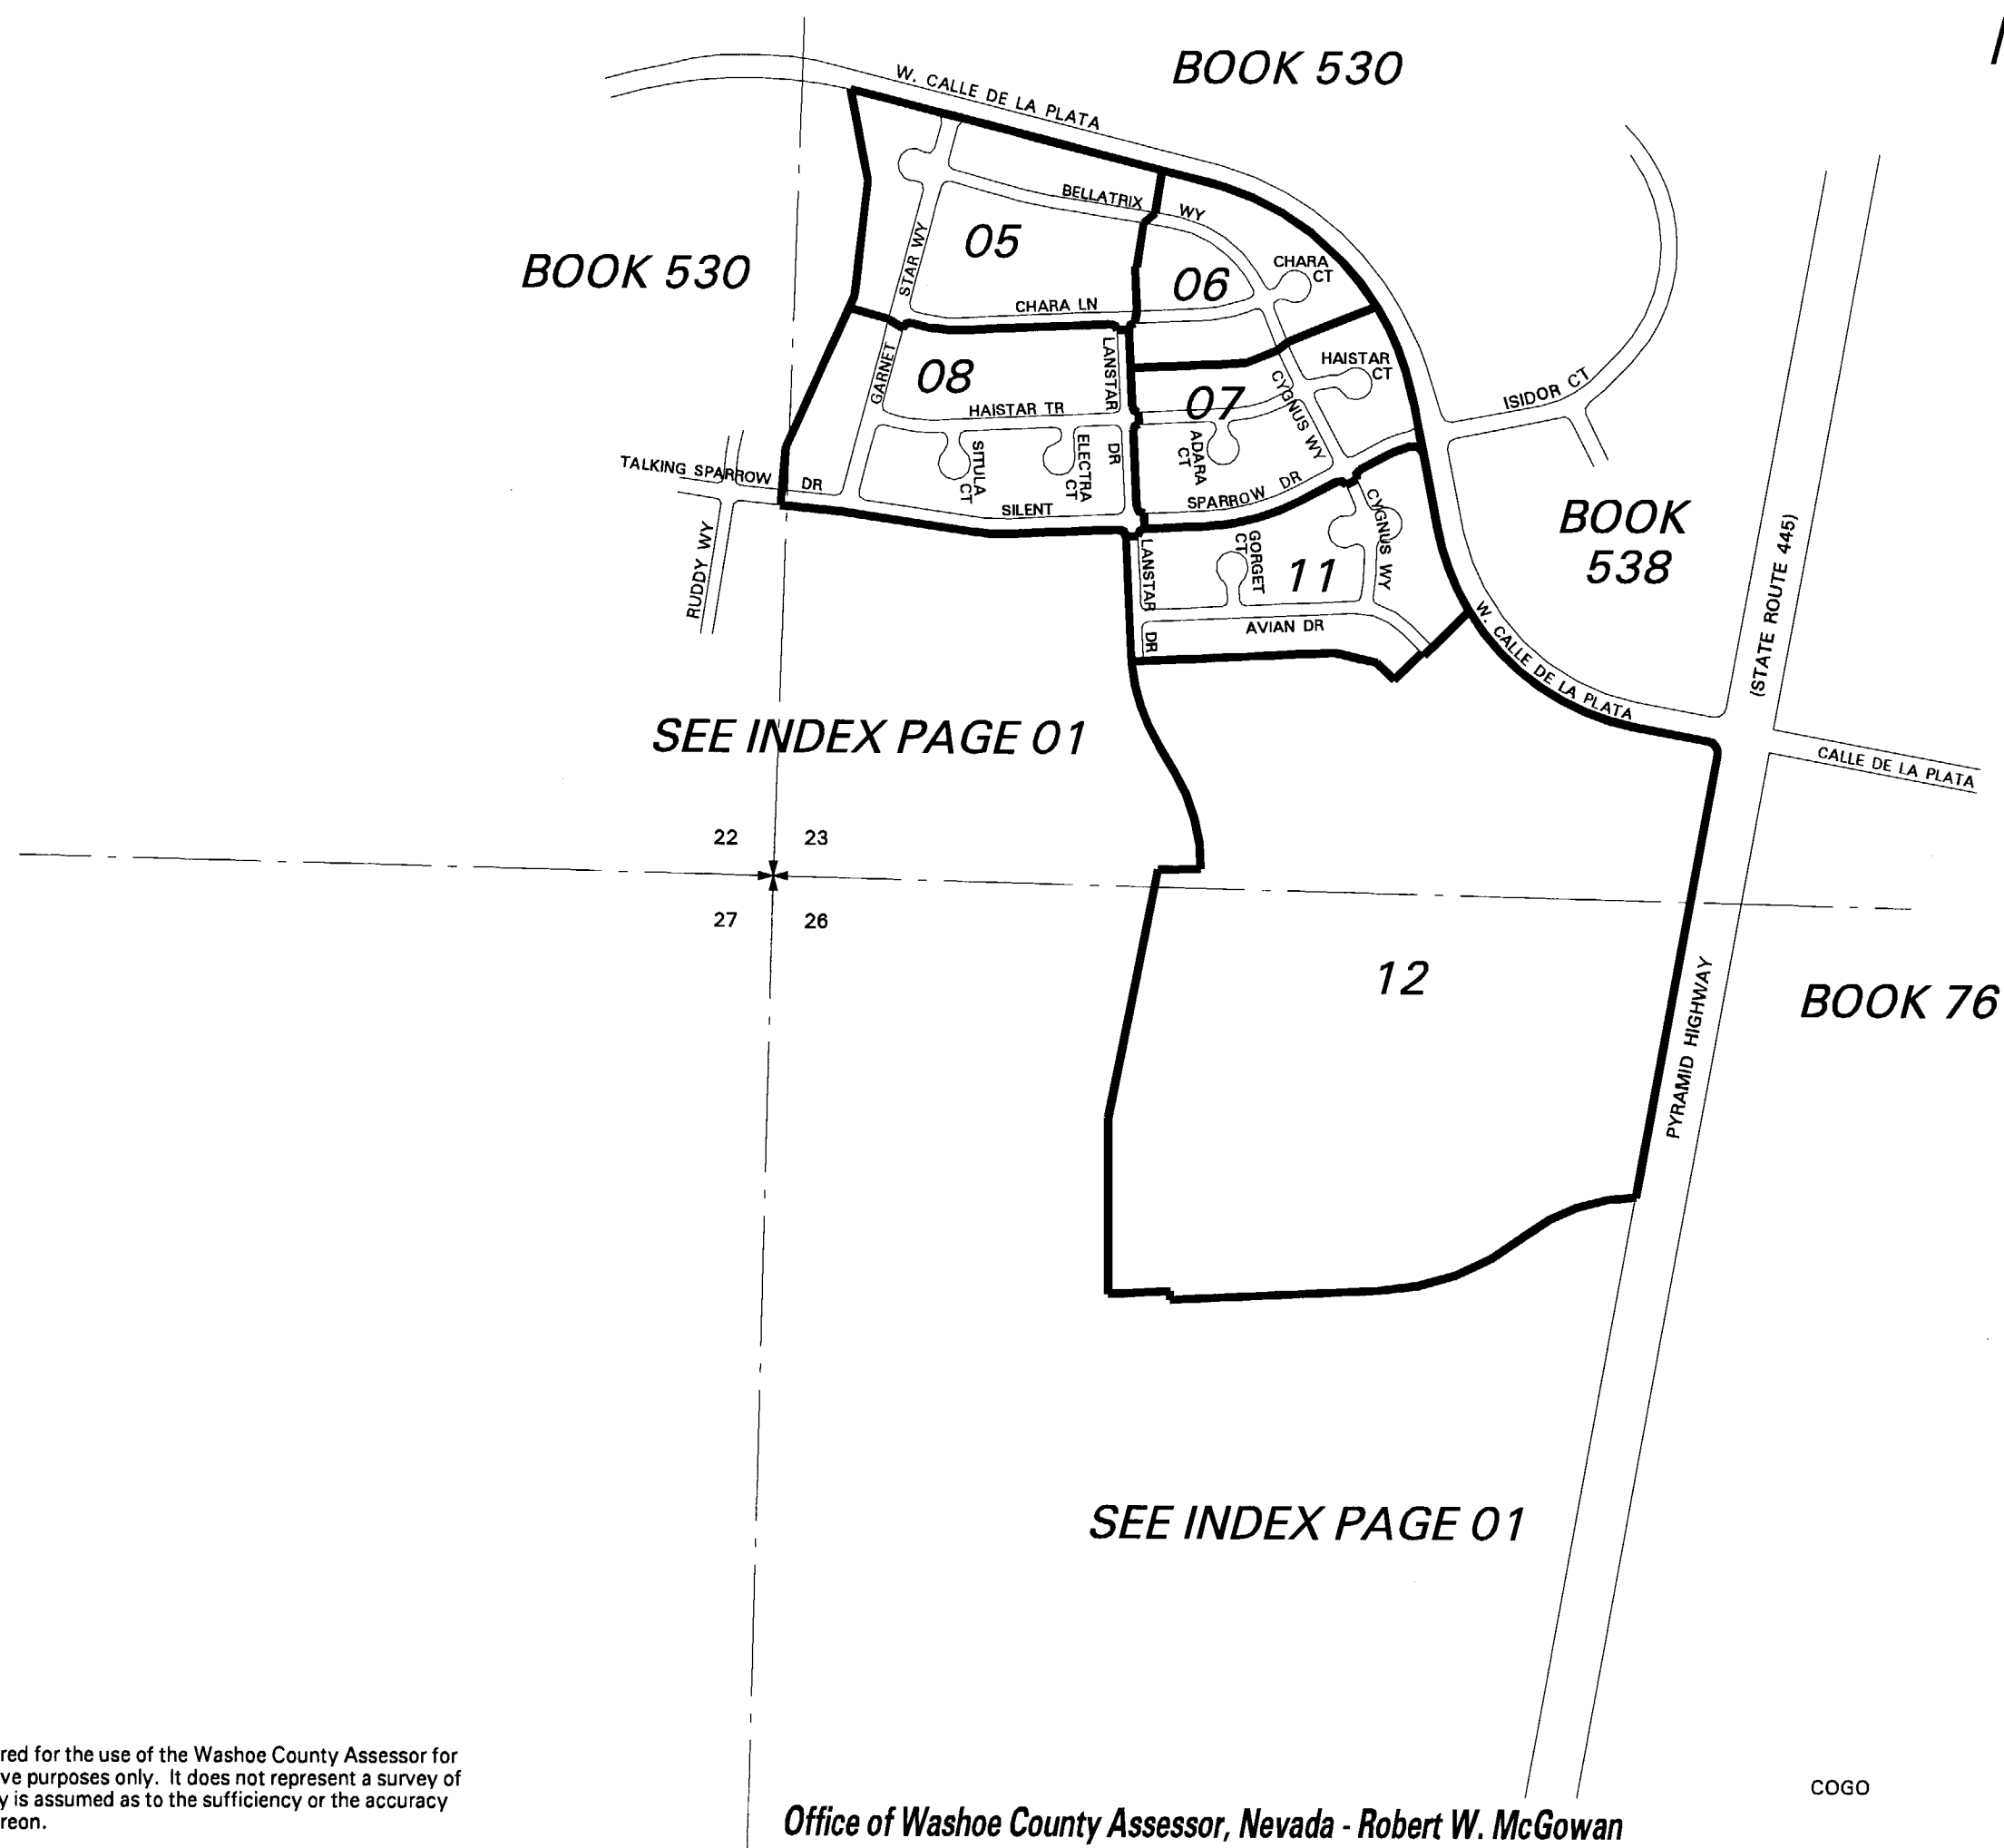 BOOK 530
W. CALLE DE LA PLATA
BELLATRIX WY
05
STAR WY
BOOK 530
06
CHARA
CT
CHARA LN
GARNET
08
LANSTAR
HAISTAR
CT
07
CYGNUS WY
ISIDOR CT
HAISTAR TR
TALKING SPARROW DR
SITULA
CT
ELECTRA
CT
DR
ADARA
CT
SILENT
SPARROW DR
CYGNUS WY
RUDDY WY
LANSTAR
DR
GORGET
CT
11
AVIAN DR
BOOK
538
(STATE ROUTE 445)
W. CALLE DE LA PLATA
SEE INDEX PAGE 01
CALLE DE LA PLATA
22 23
27 26
12
BOOK 76
PYRAMID HIGHWAY
SEE INDEX PAGE 01
red for the use of the Washoe County Assessor for
ve purposes only. It does not represent a survey of
y is assumed as to the sufficiency or the accuracy
reon.
COGO
Office of Washoe County Assessor, Nevada - Robert W. McGowan